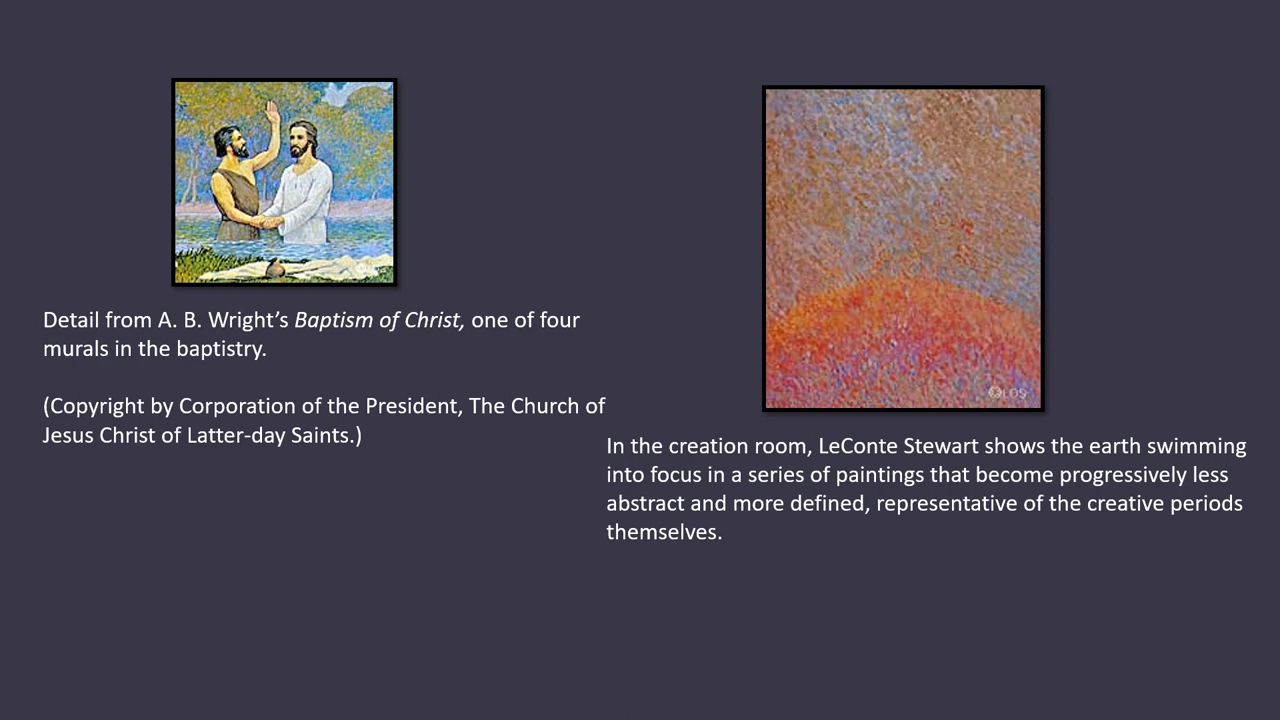 Detail from A. B. Wright’s Baptism of Christ, one of four
murals in the baptistry.
(Copyright by Corporation of the President, The Church of
Jesus Christ of Latter-day Saints.)
In the creation room, LeConte Stewart shows the earth swimming
into focus in a series of paintings that become progressively less
abstract and more defined, representative of the creative periods
themselves.